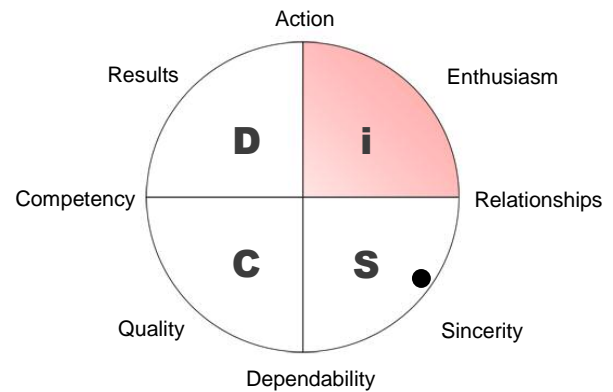 Action
Results
Enthusiasm
D
i
Competency
Relationships
C
S
Quality
Sincerity
Dependability